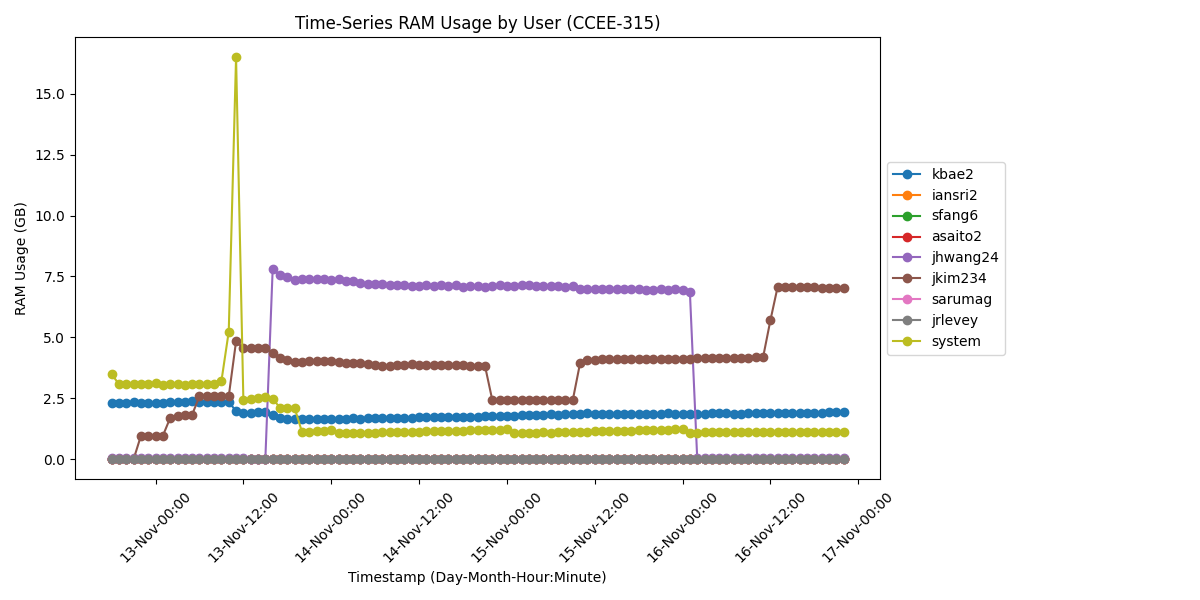 Time-Series RAM Usage by User (CCEE-315)
15.0
12.5
10.0
7.5
5.0
2.5
0.0
RAM Usage (GB)
kbae2
iansri2
sfang6
asaito2
jhwang24
jkim234
sarumag
jrlevey
system
13-Nov-00:00
13-Nov-12:00
14-Nov-00:00
14-Nov-12:00
15-Nov-00:00
15-Nov-12:00
16-Nov-00:00
16-Nov-12:00
17-Nov-00:00
Timestamp (Day-Month-Hour:Minute)